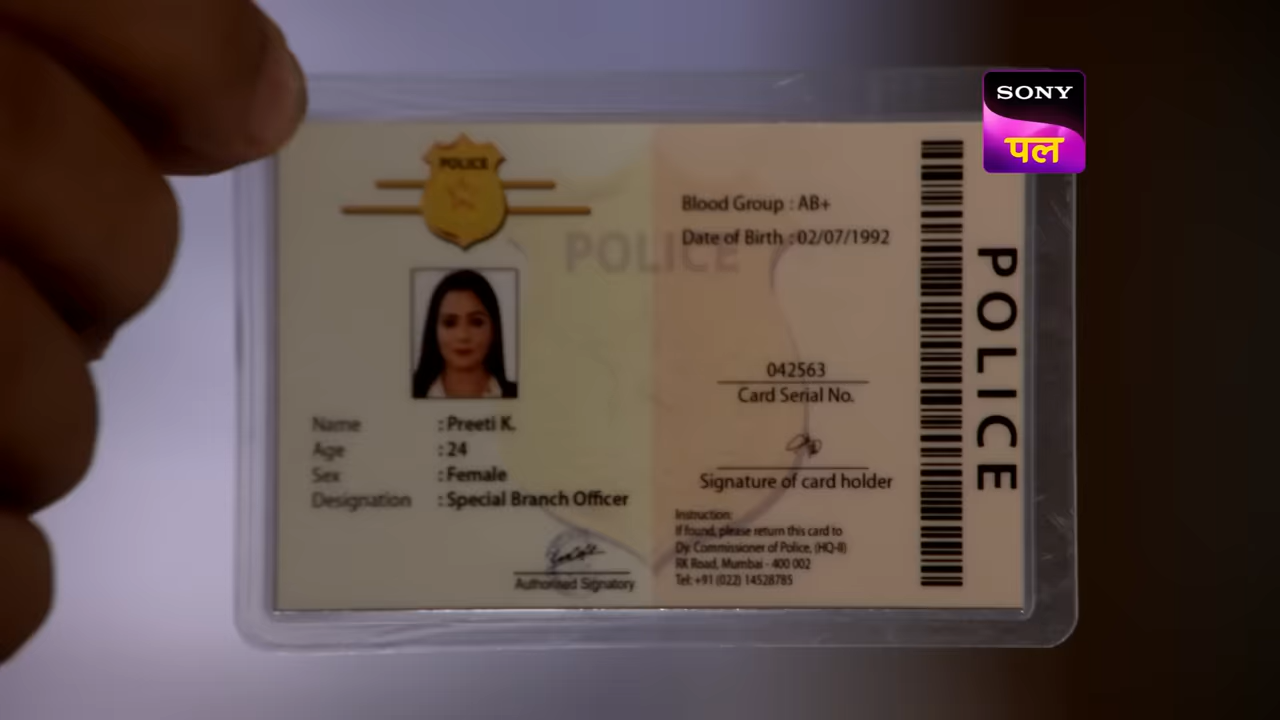 SONY
पल
POLICE
POLICE
Name : Preeti K.
Age : 24
Sex : Female
Designation : Special Branch Officer
Authorised Signatory
Blood Group : AB+
Date of Birth : 02/07/1992
042563
Card Serial No.
Signature of card holder
Instruction:
If found, please return this card to
Dy. Commissioner of Police, (HQ-II)
RK Road, Mumbai - 400 002
Tel: +91 (022) 14528785
POLICE